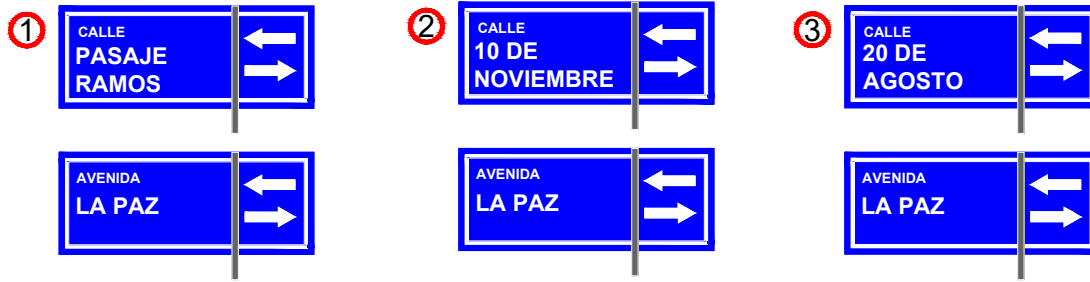 1
CALLE
PASAJE
RAMOS
AVENIDA
LA PAZ
2
CALLE
10 DE
NOVIEMBRE
AVENIDA
LA PAZ
3
CALLE
20 DE
AGOSTO
AVENIDA
LA PAZ